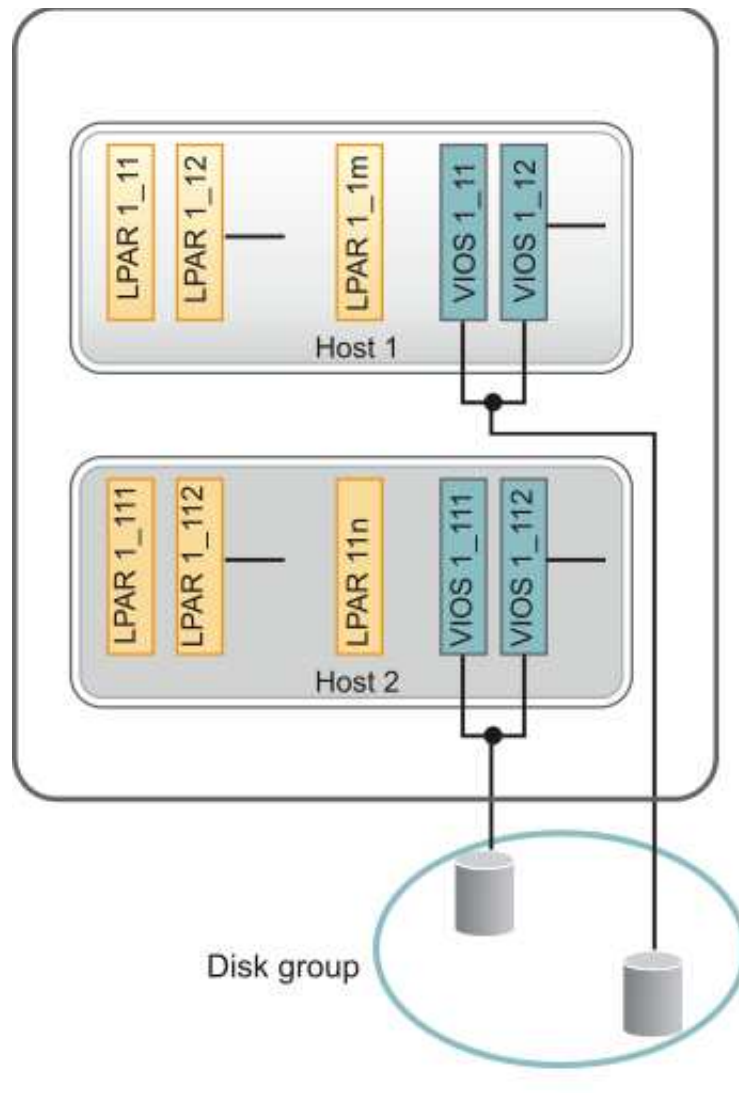 LPAR 1_11
LPAR 1_12
LPAR 1_1m
VIOS 1_11
VIOS 1_12
Host 1
LPAR 1_111
LPAR 1_112
LPAR 11n
VIOS 1_111
VIOS 1_112
Host 2
Disk group